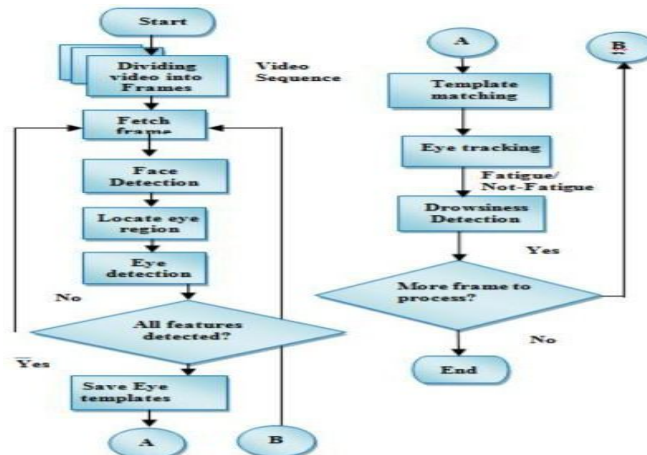 Start
Dividing
video into
Frames
Video
Sequence
Fetch
frame
Face
Detection
Locate eye
region
Eye
detection
No
All features
detected?
Yes
Save Eye
templates
A
B
A
B
Template
matching
Eye tracking
Fatigue/
Not-Fatigue
Drowsiness
Detection
Yes
More frame to
process?
No
End